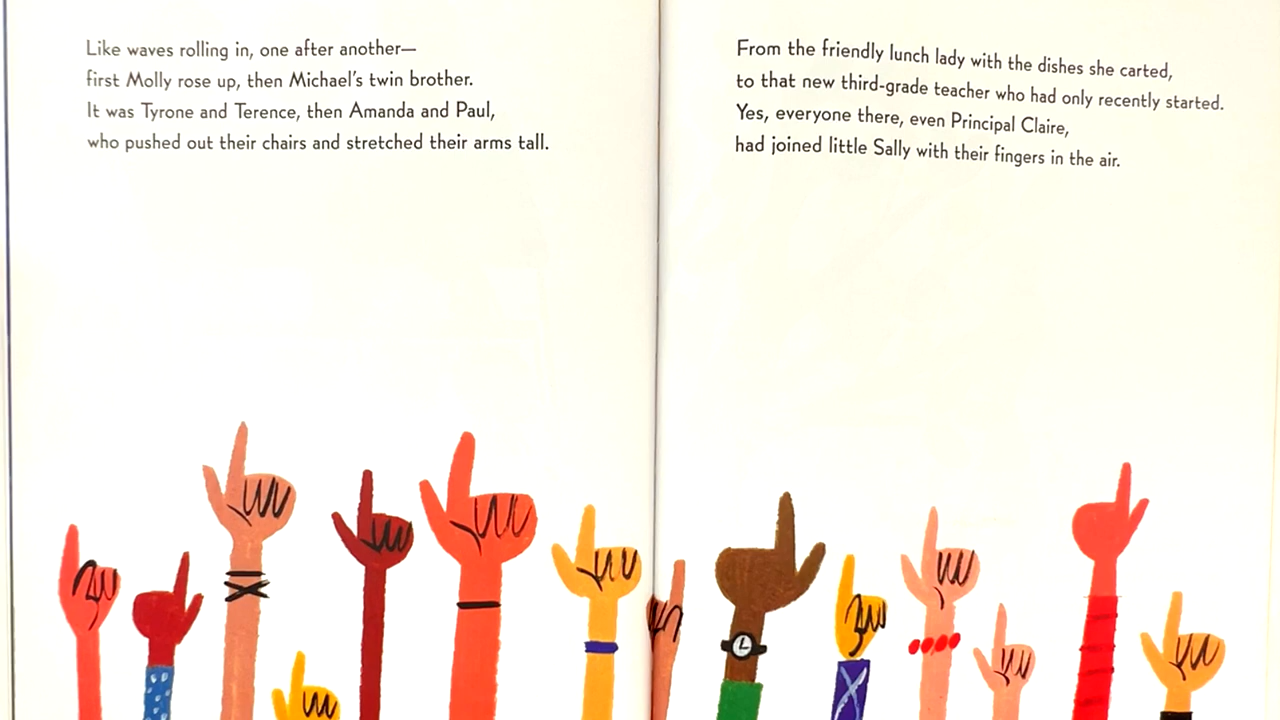 Like waves rolling in, one after another—
first Molly rose up, then Michael's twin brother.
It was Tyrone and Terence, then Amanda and Paul,
who pushed out their chairs and stretched their arms tall.
From the friendly lunch lady with the dishes she carted,
to that new third-grade teacher who had only recently started.
Yes, everyone there, even Principal Claire,
had joined little Sally with their fingers in the air.